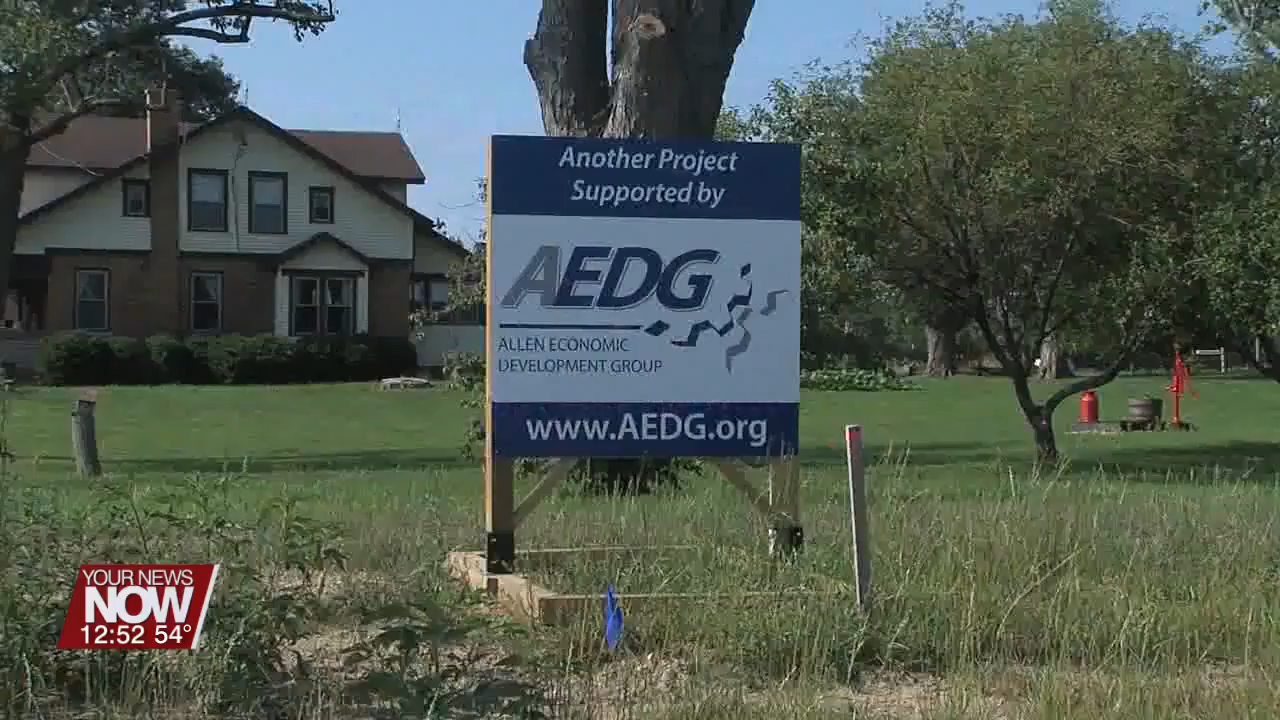 Another Project
Supported by
AEDG
ALLEN ECONOMIC
DEVELOPMENT GROUP
www.AEDG.org
YOUR NEWS
NOW
12:52 54°